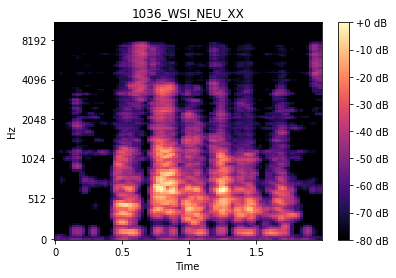 1036_WSI_NEU_XX
8192
4096
2048
1024
512
0
Hz
0
0.5
1
1.5
Time
+0 dB
-10 dB
-20 dB
-30 dB
-40 dB
-50 dB
-60 dB
-70 dB
-80 dB